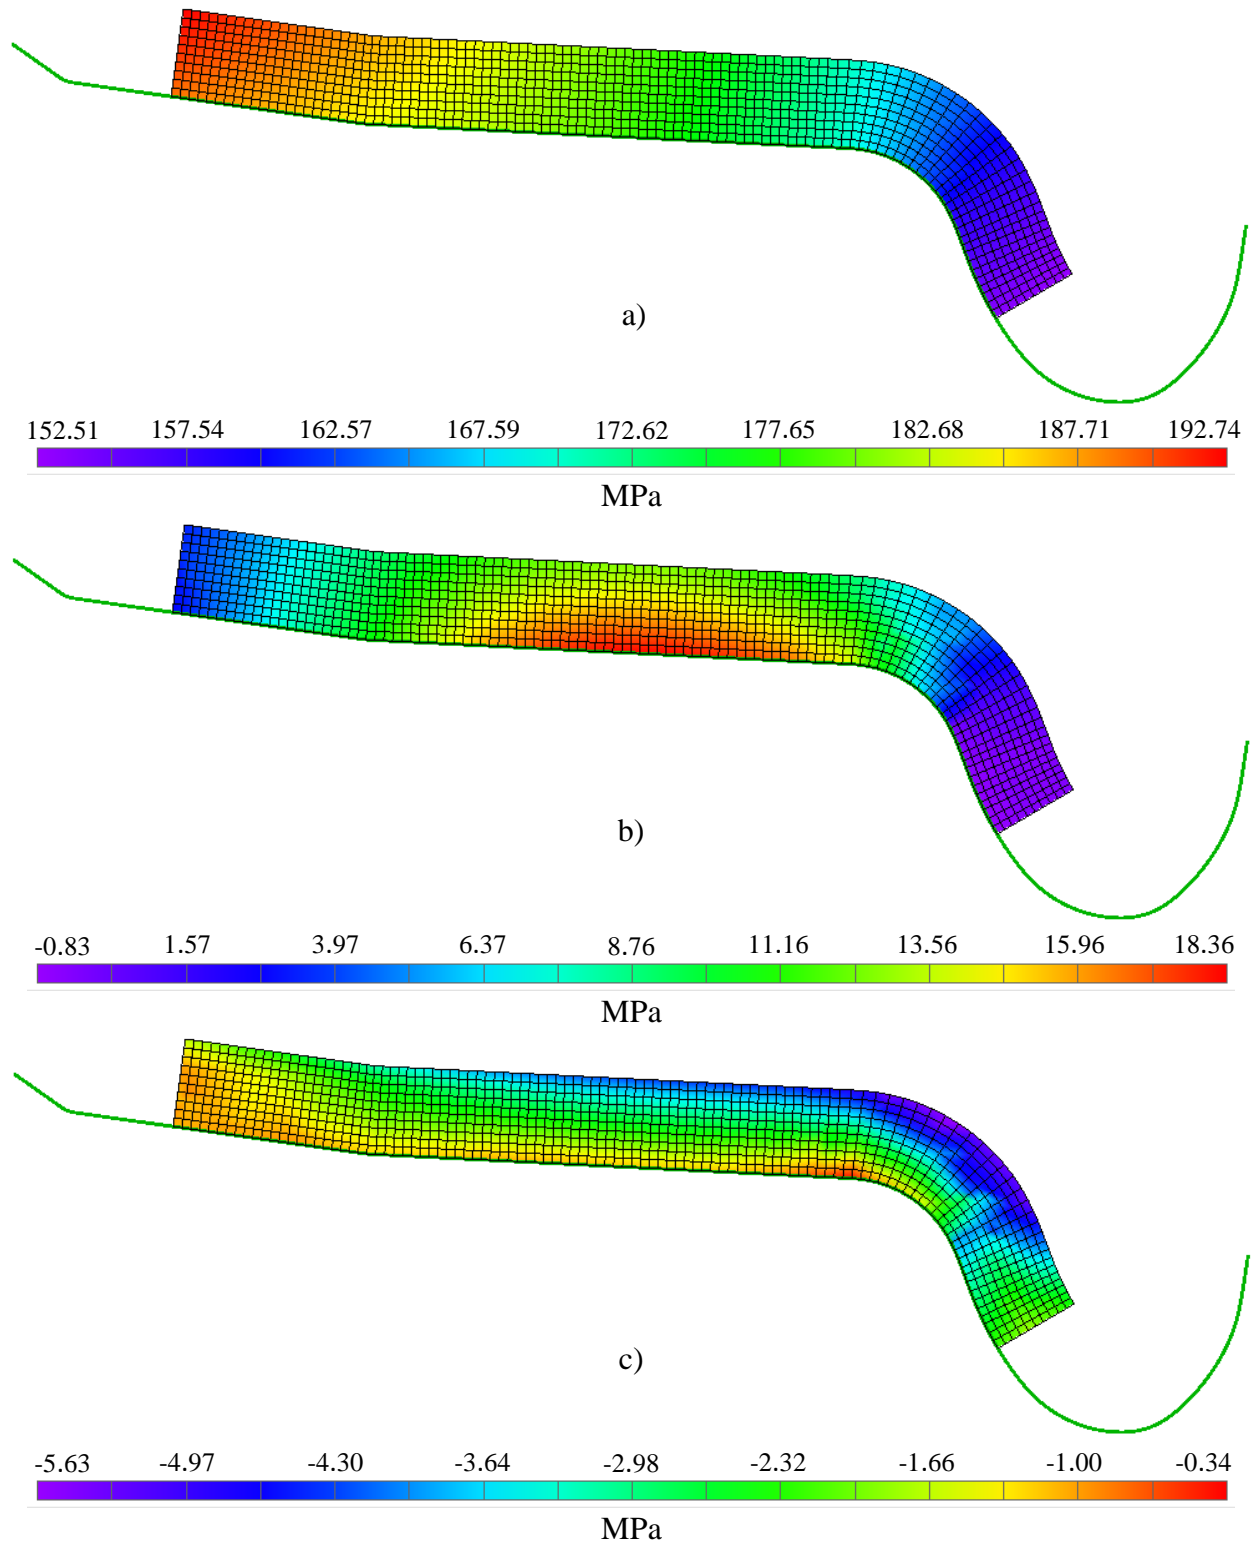 a)
152.51 157.54 162.57 167.59 172.62 177.65 182.68 187.71 192.74
MPa
b)
-0.83 1.57 3.97 6.37 8.76 11.16 13.56 15.96 18.36
MPa
c)
-5.63 -4.97 -4.30 -3.64 -2.98 -2.32 -1.66 -1.00 -0.34
MPa